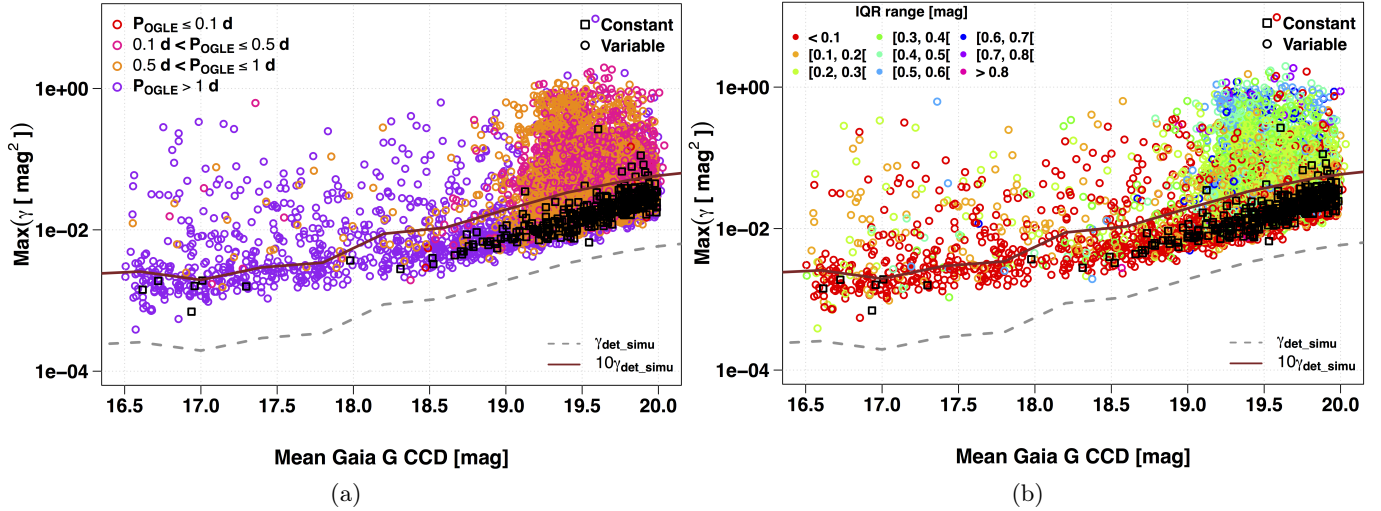 P_OGLE ≤ 0.1 d
0.1 d < P_OGLE ≤ 0.5 d
0.5 d < P_OGLE ≤ 1 d
P_OGLE > 1 d
Constant
Variable
Max(γ [ mag²])
1e+00
1e−02
1e−04
γdet_simu
10γdet_simu
16.5 17.0 17.5 18.0 18.5 19.0 19.5 20.0
Mean Gaia G CCD [mag]
(a)
IQR range [mag]
< 0.1 [0.3, 0.4[ [0.6, 0.7[
[0.1, 0.2[ [0.4, 0.5[ [0.7, 0.8[
[0.2, 0.3[ [0.5, 0.6[ > 0.8
Constant
Variable
Max(γ [ mag²])
1e+00
1e−02
1e−04
γdet_simu
10γdet_simu
16.5 17.0 17.5 18.0 18.5 19.0 19.5 20.0
Mean Gaia G CCD [mag]
(b)